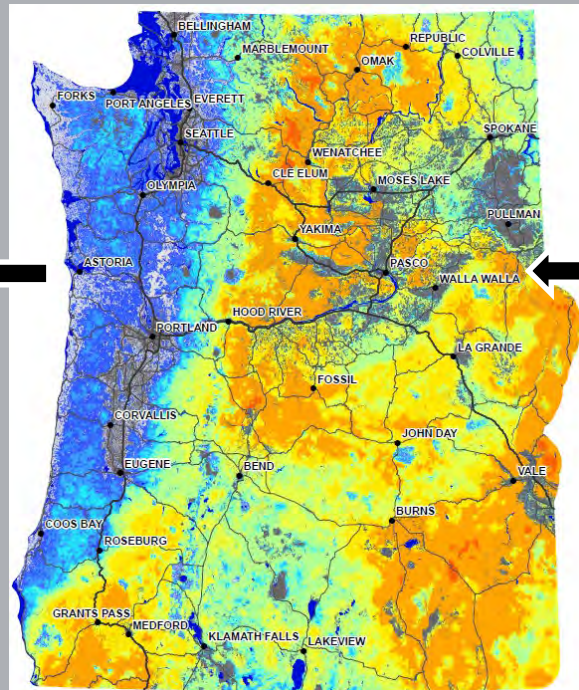 BELLINGHAM
MARBLEMOUNT
REPUBLIC
COLVILLE
OMAK
FORKS
PORT ANGELES
EVERETT
SEATTLE
SPOKANE
WENATCHEE
CLE ELUM
MOSES LAKE
OLYMPIA
PULLMAN
YAKIMA
ASTORIA
PASCO
WALLA WALLA
HOOD RIVER
PORTLAND
LA GRANDE
FOSSIL
CORVALLIS
JOHN DAY
EUGENE
BEND
VALE
BURNS
COOS BAY
ROSEBURG
GRANTS PASS
MEDFORD
KLAMATH FALLS
LAKEVIEW